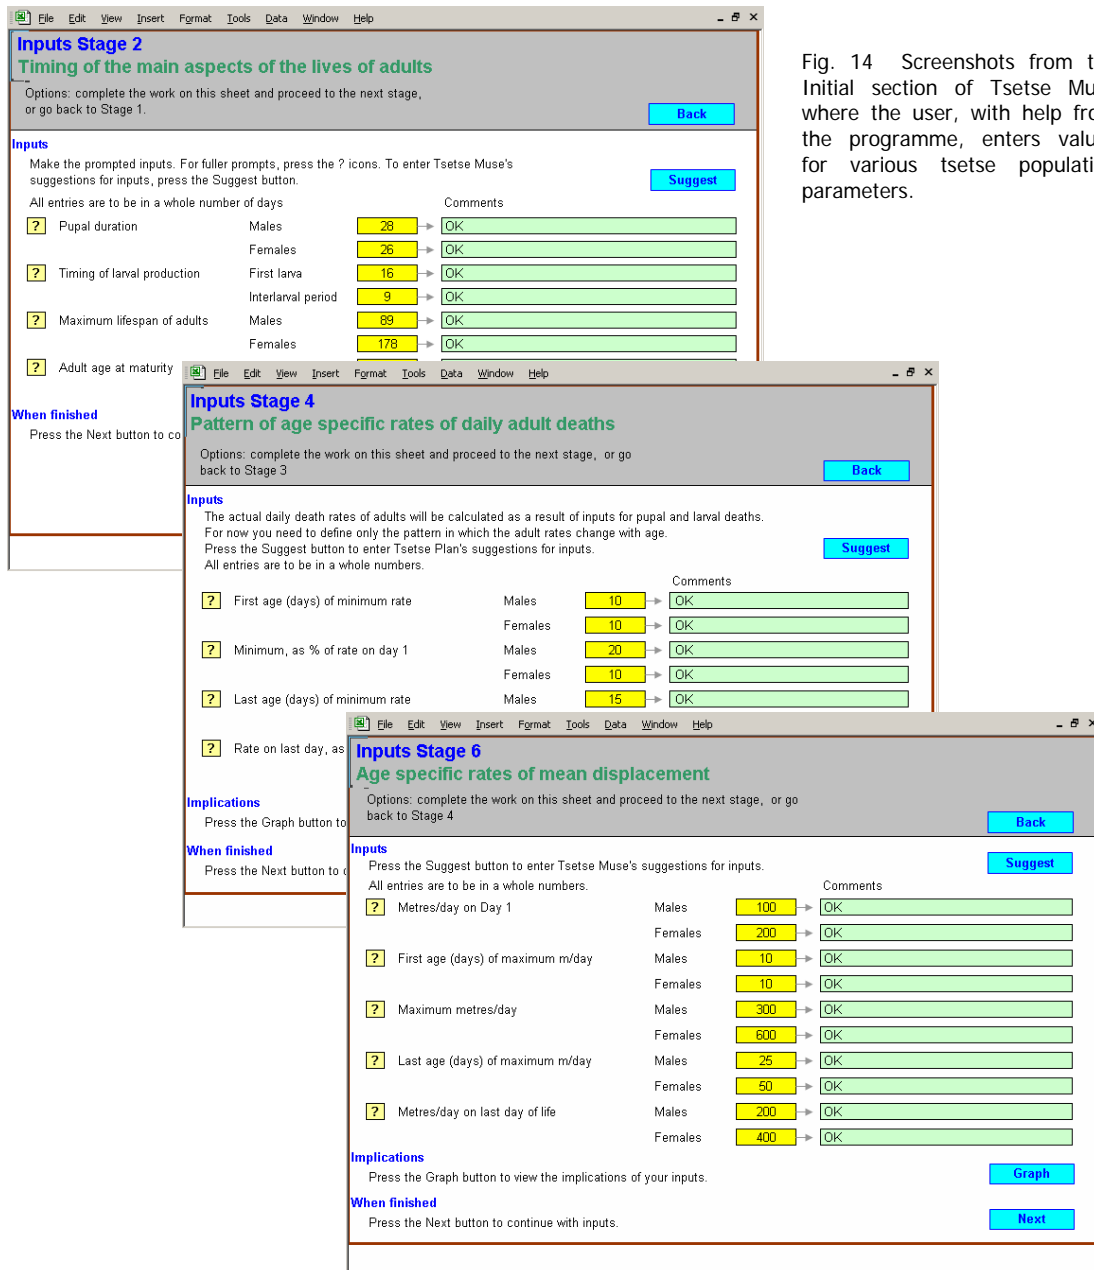 File Edit View Insert Format Tools Data Window Help
Inputs Stage 2
Timing of the main aspects of the lives of adults
Options: complete the work on this sheet and proceed to the next stage,
or go back to Stage 1.
Back
Inputs
Make the prompted inputs. For fuller prompts, press the ? icons. To enter Tsetse Muse's
suggestions for inputs, press the Suggest button.
Suggest
All entries are to be in a whole number of days Comments
? Pupal duration Males 28 OK
Females 26 OK
? Timing of larval production First larva 16 OK
Interlarval period 9 OK
? Maximum lifespan of adults Males 89 OK
Females 178 OK
? Adult age at maturity
When finished
Press the Next button to co
Fig. 14 Screenshots from t
Initial section of Tsetse Mu
where the user, with help fro
the programme, enters valu
for various tsetse populati
parameters.
File Edit View Insert Format Tools Data Window Help
Inputs Stage 4
Pattern of age specific rates of daily adult deaths
Options: complete the work on this sheet and proceed to the next stage, or go
back to Stage 3
Back
Inputs
The actual daily death rates of adults will be calculated as a result of inputs for pupal and larval deaths.
For now you need to define only the pattern in which the adult rates change with age.
Press the Suggest button to enter Tsetse Plan's suggestions for inputs.
Suggest
All entries are to be in a whole numbers.
Comments
? First age (days) of minimum rate Males 10 OK
Females 10 OK
? Minimum, as % of rate on day 1 Males 20 OK
Females 10 OK
? Last age (days) of minimum rate Males 15 OK
? Rate on last day, as
Implications
Press the Graph button to
When finished
Press the Next button to
File Edit View Insert Format Tools Data Window Help
Inputs Stage 6
Age specific rates of mean displacement
Options: complete the work on this sheet and proceed to the next stage, or go
back to Stage 4
Back
Inputs
Press the Suggest button to enter Tsetse Muse's suggestions for inputs.
Suggest
All entries are to be in a whole numbers. Comments
? Metres/day on Day 1 Males 100 OK
Females 200 OK
? First age (days) of maximum m/day Males 10 OK
Females 10 OK
? Maximum metres/day Males 300 OK
Females 600 OK
? Last age (days) of maximum m/day Males 25 OK
Females 50 OK
? Metres/day on last day of life Males 200 OK
Females 400 OK
Implications
Press the Graph button to view the implications of your inputs.
Graph
When finished
Press the Next button to continue with inputs.
Next